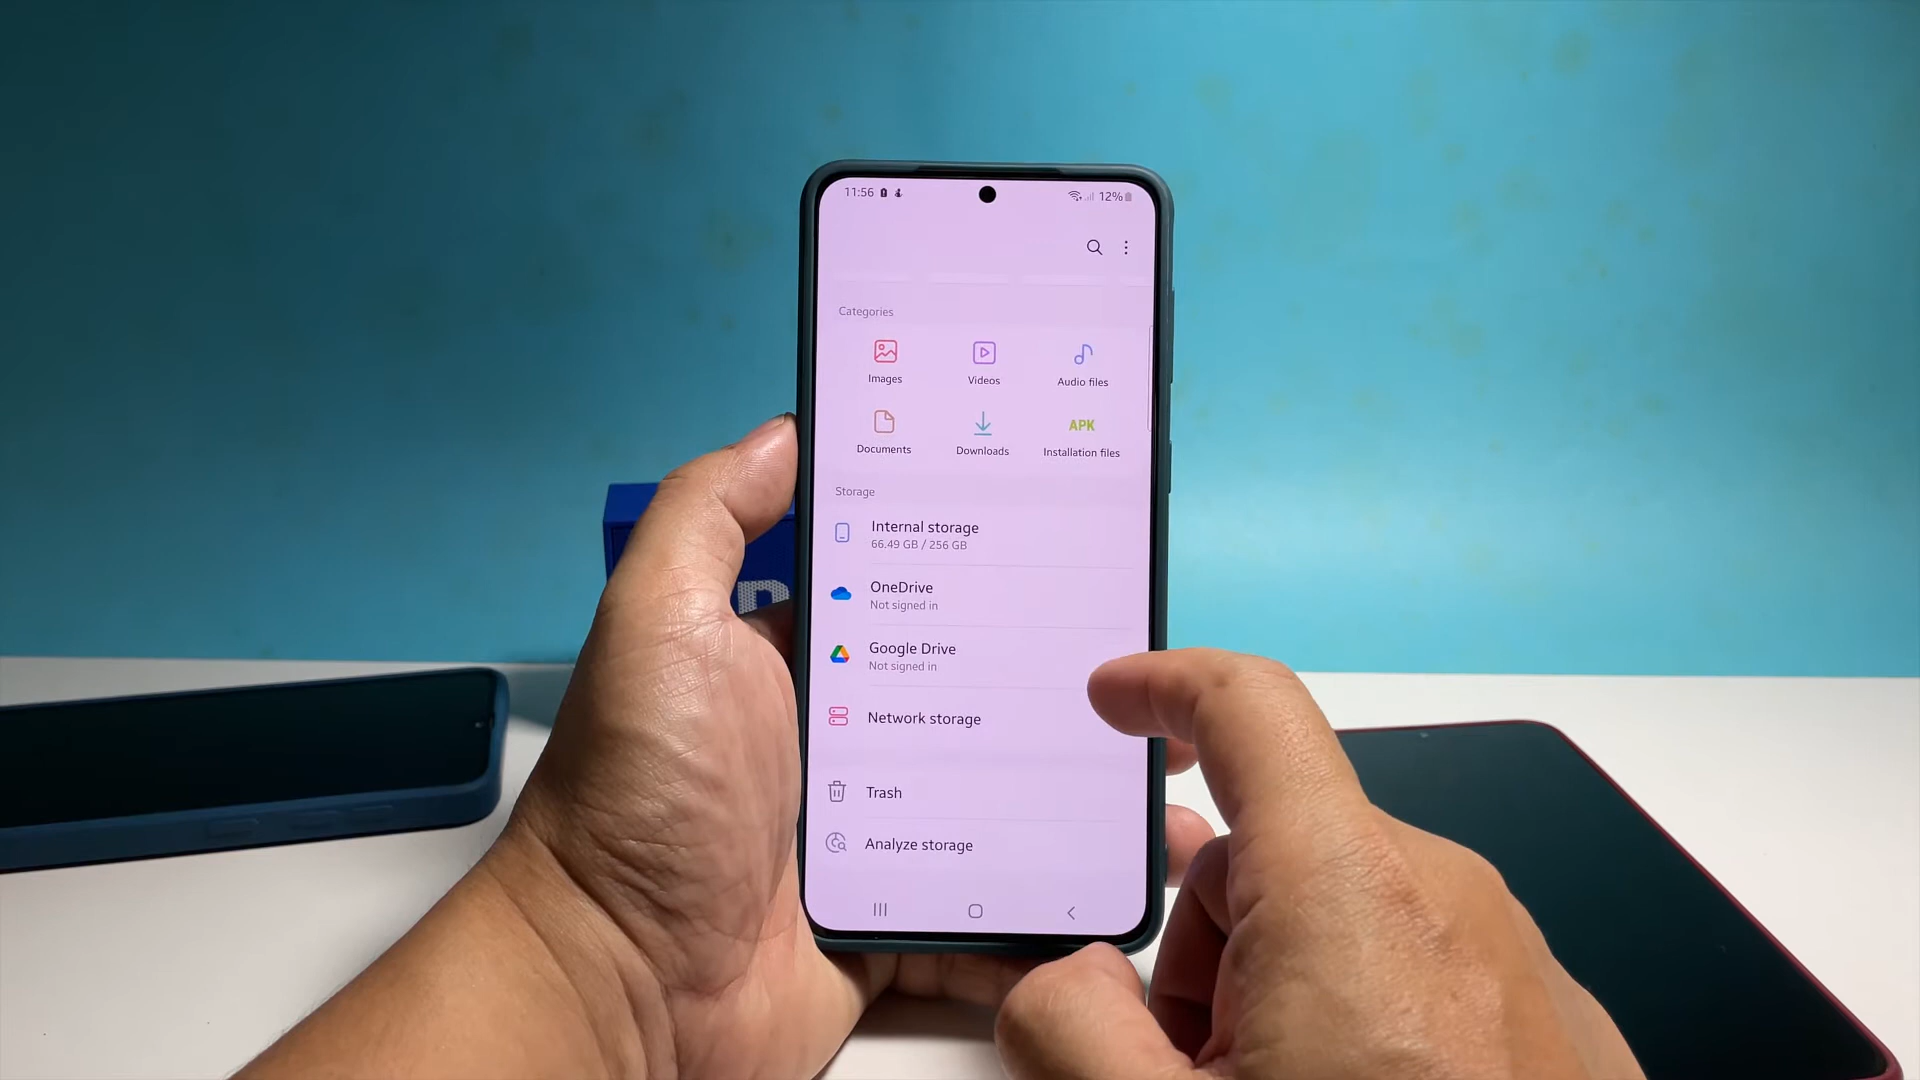 11:56
12%
Categories
Images
Videos
Audio files
Documents
Downloads
APK
Installation files
Storage
Internal storage
66.49 GB / 256 GB
OneDrive
Not signed in
Google Drive
Not signed in
Network storage
Trash
Analyze storage